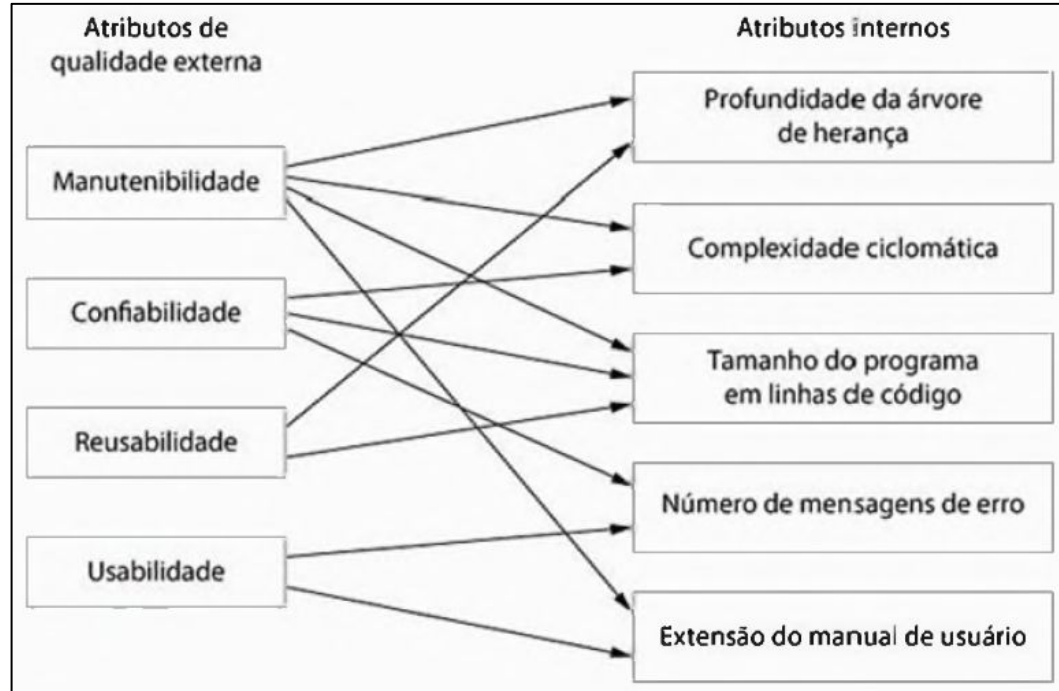 Atributos de
qualidade externa
Atributos internos
Manutenibilidade
Confiabilidade
Reusabilidade
Usabilidade
Profundidade da árvore
de herança
Complexidade ciclomática
Tamanho do programa
em linhas de código
Número de mensagens de erro
Extensão do manual de usuário